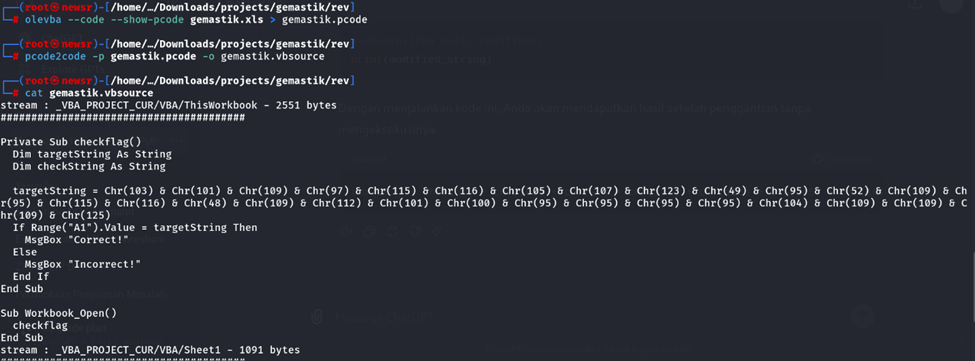 ┌──(root㉿newsr)-[/home/…/Downloads/projects/gemastik/rev]
└─# olevba --code --show-pcode gemastik.xls > gemastik.pcode
┌──(root㉿newsr)-[/home/…/Downloads/projects/gemastik/rev]
└─# pcode2code -p gemastik.pcode -o gemastik.vbsource
┌──(root㉿newsr)-[/home/…/Downloads/projects/gemastik/rev]
└─# cat gemastik.vbsource
stream : _VBA_PROJECT_CUR/VBA/ThisWorkbook - 2551 bytes
########################################
Private Sub checkflag()
Dim targetString As String
Dim checkString As String
targetString = Chr(103) & Chr(101) & Chr(109) & Chr(97) & Chr(115) & Chr(116) & Chr(105) & Chr(107) & Chr(123) & Chr(49) & Chr(95) & Chr(52) & Chr(109) & Ch
r(95) & Chr(115) & Chr(116) & Chr(48) & Chr(109) & Chr(112) & Chr(101) & Chr(100) & Chr(95) & Chr(95) & Chr(95) & Chr(95) & Chr(104) & Chr(109) & Chr(109) & C
hr(109) & Chr(125)
If Range("A1").Value = targetString Then
MsgBox "Correct!"
Else
MsgBox "Incorrect!"
End If
End Sub
Sub Workbook_Open()
checkflag
End Sub
stream : _VBA_PROJECT_CUR/VBA/Sheet1 - 1091 bytes
########################################